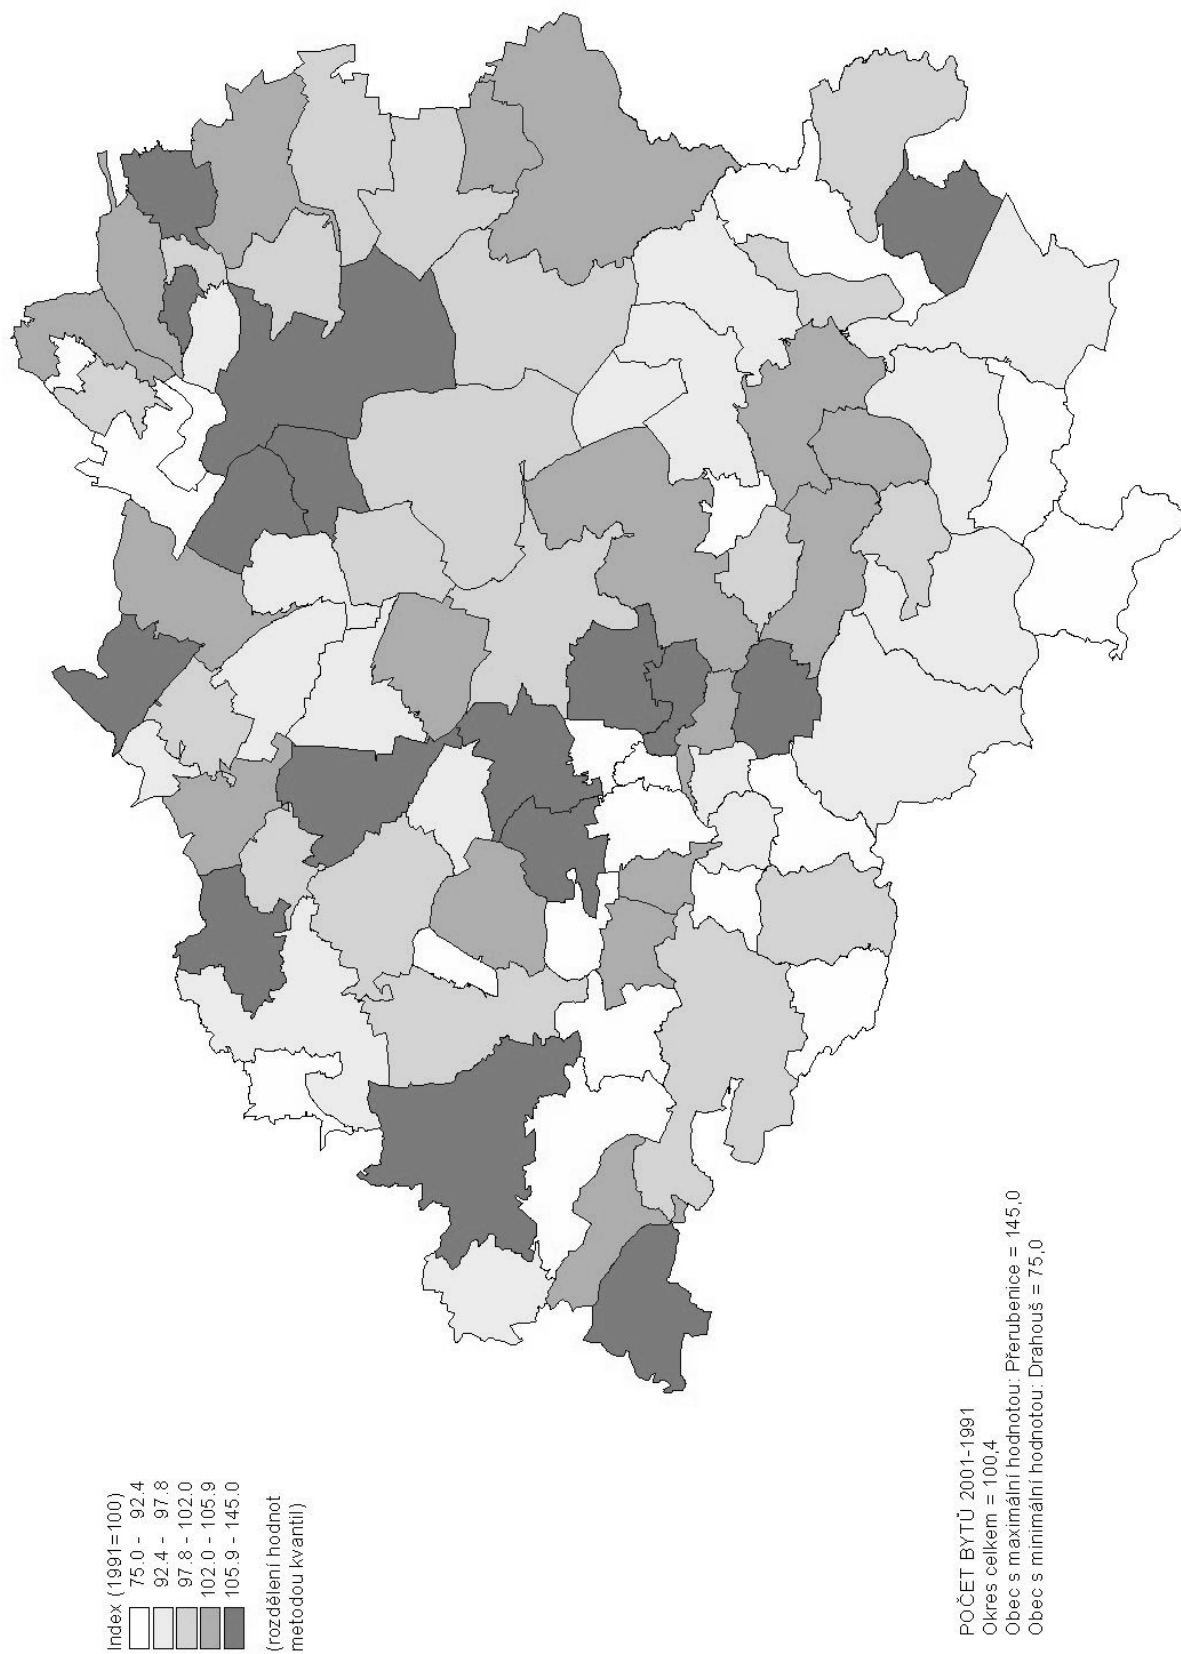 Index (1991=100)
75.0 - 92.4
92.4 - 97.8
97.8 - 102.0
102.0 - 105.9
105.9 - 145.0
(rozdělení hodnot
metodou kvantil)
POČET BYTŮ 2001-1991
Okres celkem = 100,4
Obec s maximální hodnotou: Přerubenice = 145,0
Obec s minimální hodnotou: Drahouš = 75,0